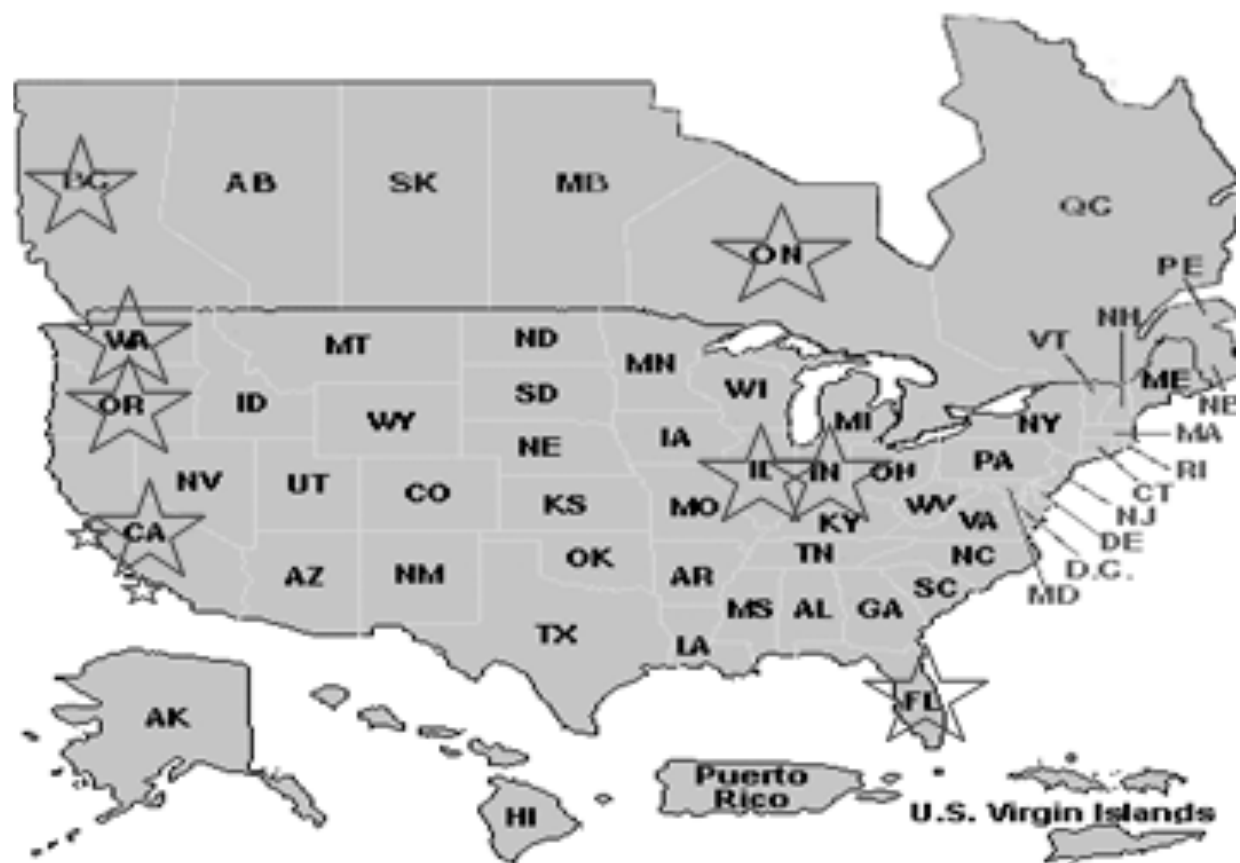 BC
AB
SK
MB
QC
ON
PE
NH
VT
WA
MT
ND
MN
ME
NB
OR
ID
WY
SD
WI
MI
NY
MA
NV
UT
CO
NE
IA
IL
IN
OH
PA
RI
CT
NJ
KS
MO
KY
WV
VA
DE
CA
AZ
NM
OK
AR
TN
NC
D.C.
MD
SC
TX
LA
MS
AL
GA
FL
AK
HI
Puerto
Rico
U.S. Virgin Islands